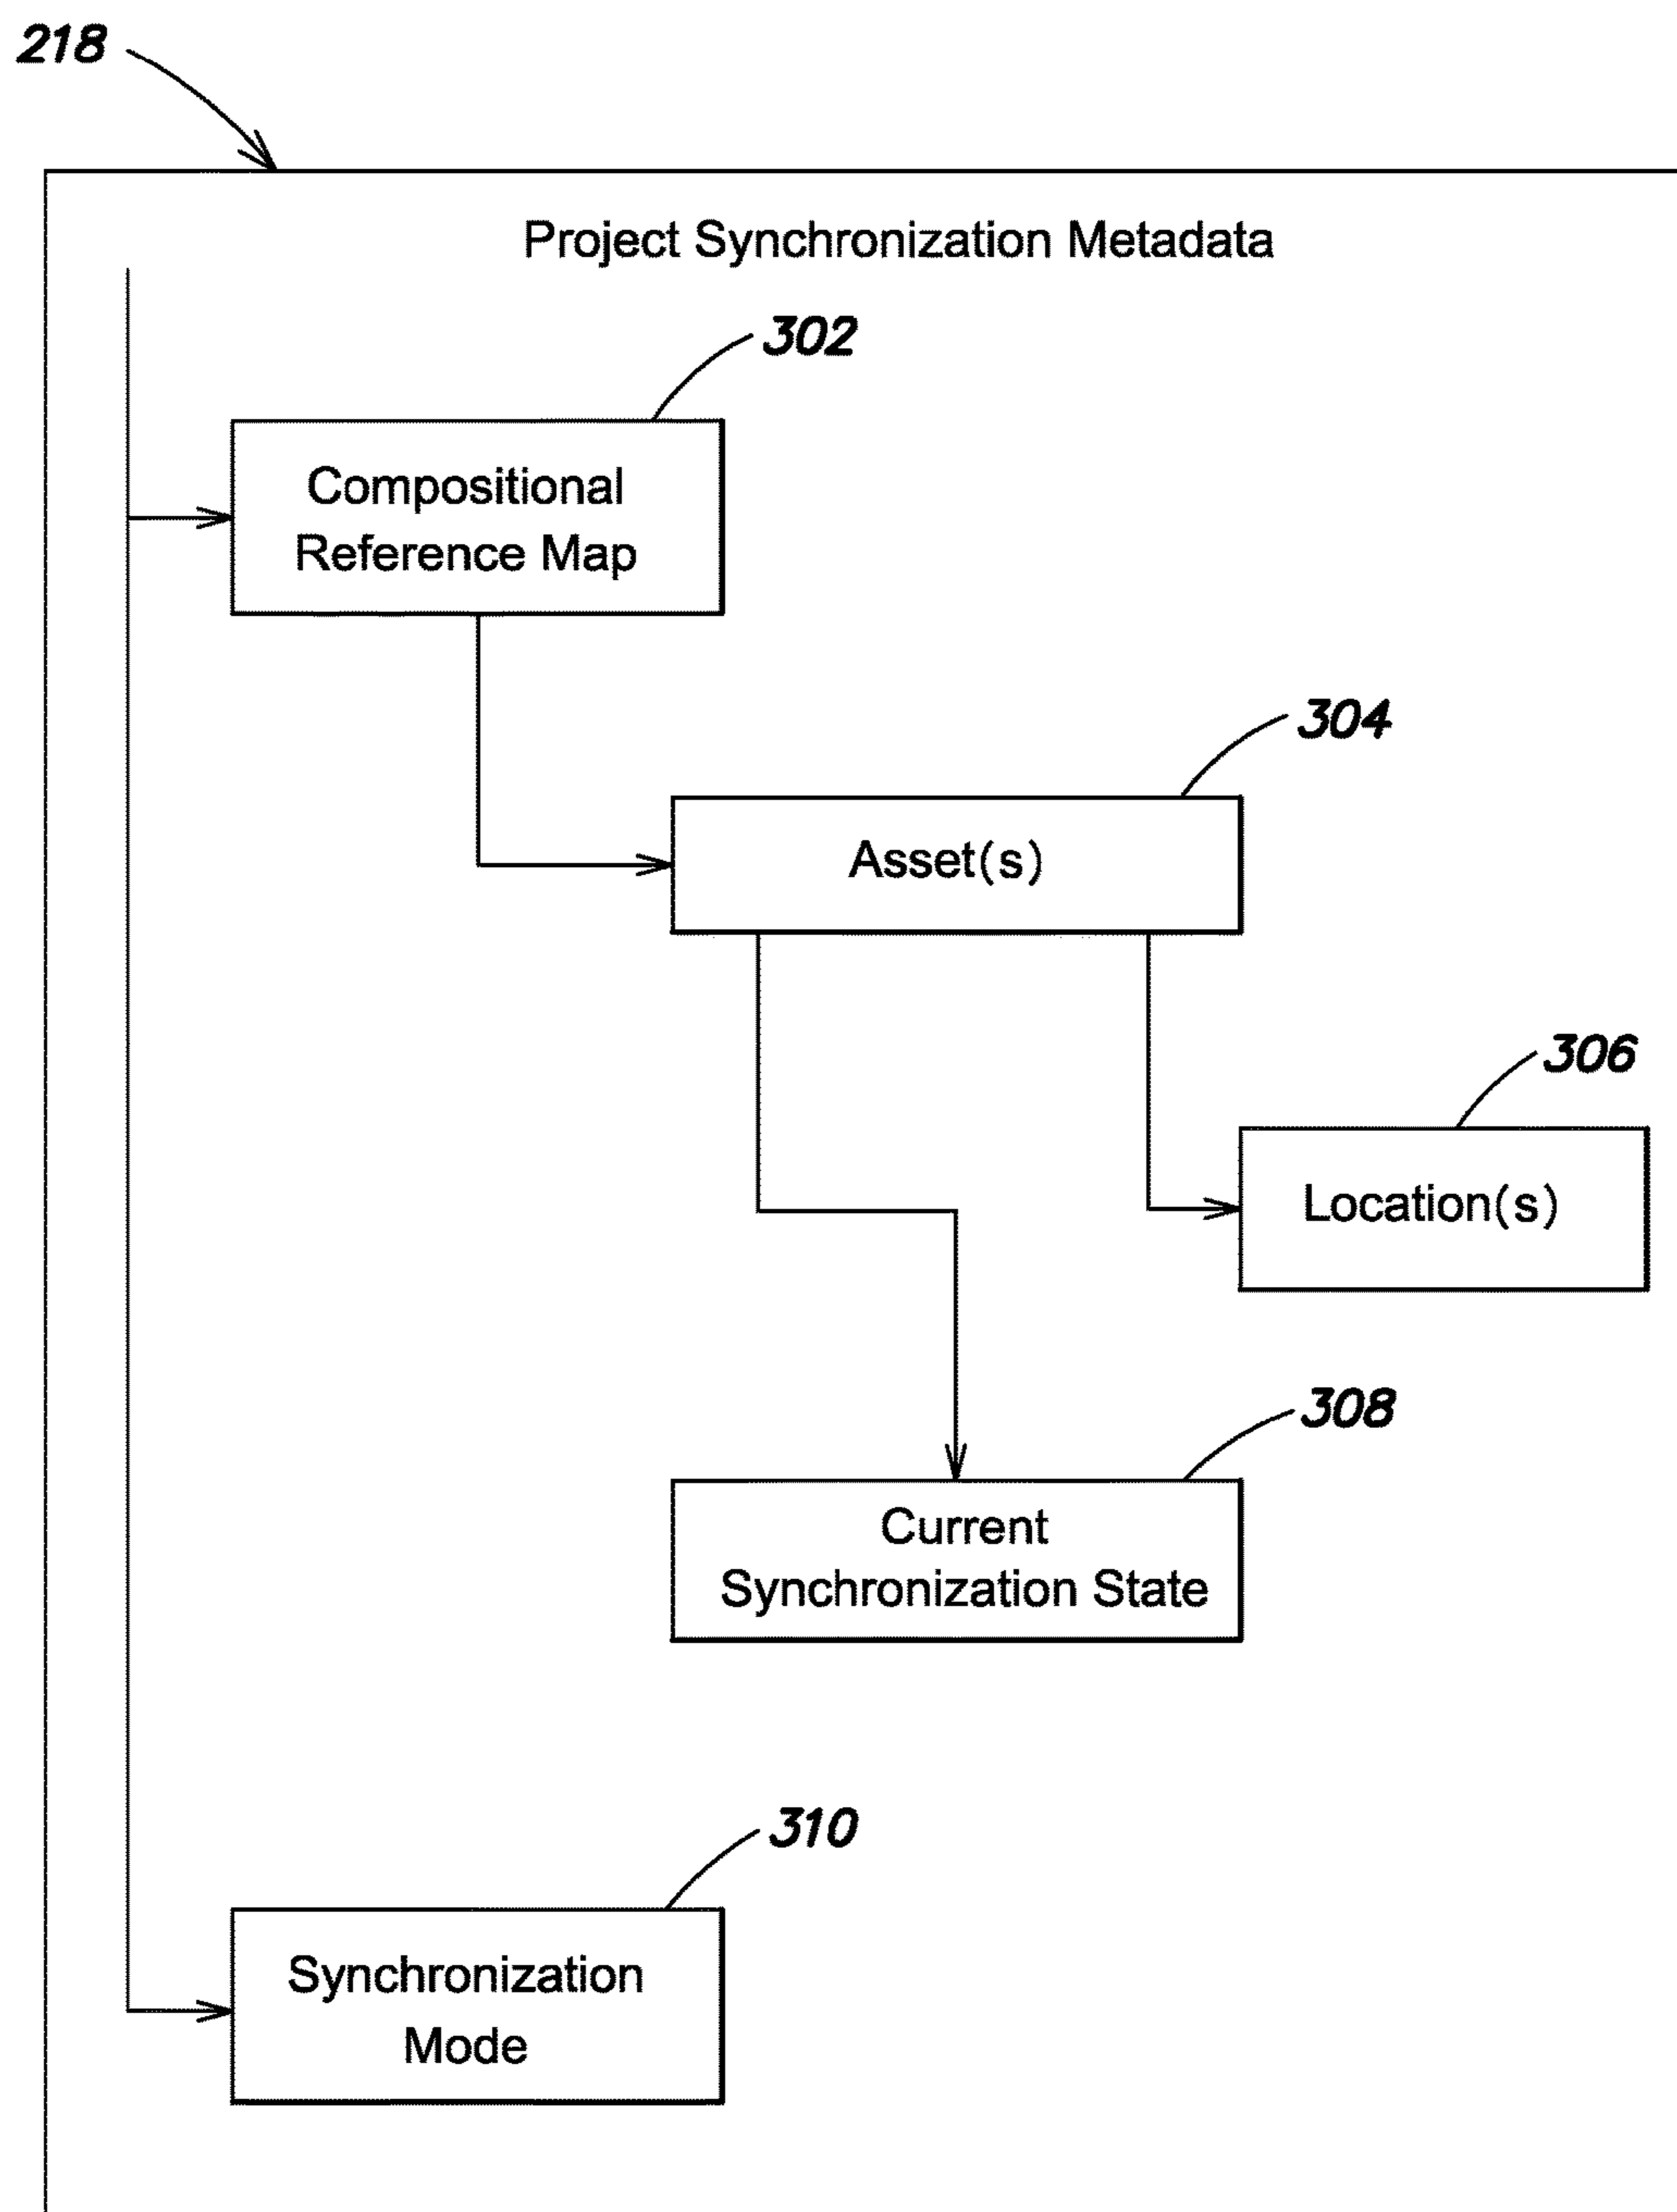 218
Project Synchronization Metadata
302
Compositional
Reference Map
304
Asset(s)
306
Location(s)
308
Current
Synchronization State
310
Synchronization
Mode